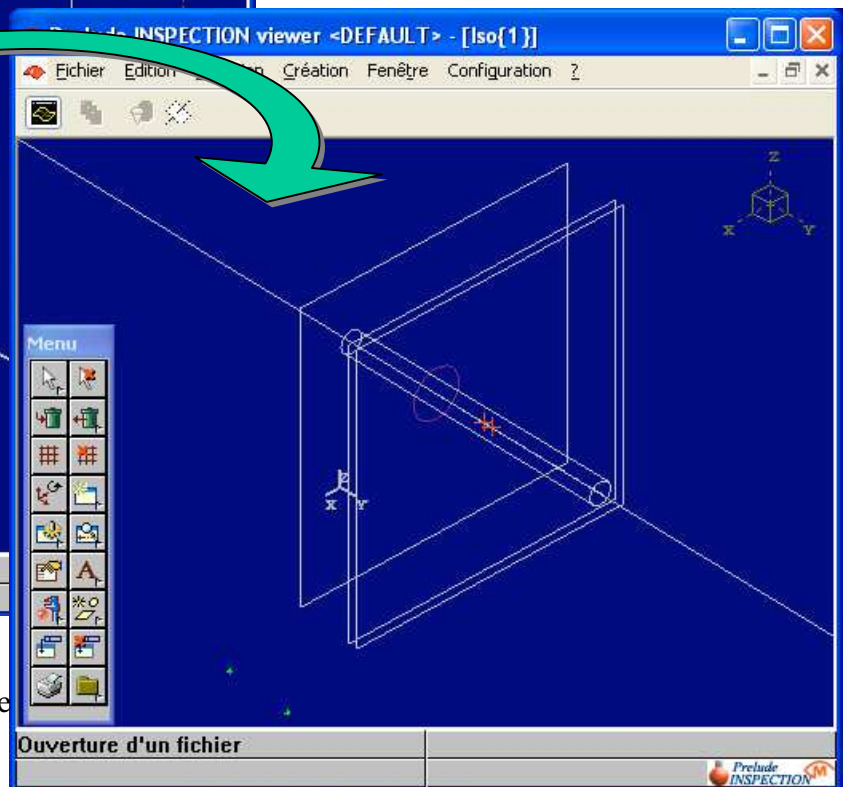 INSPECTION viewer <DEFAULT> - [Iso{1}]
Fichier Edition Création Fenêtre Configuration ?
Z
X Y
Menu
Z
X Y
e
Ouverture d'un fichier
Prelude
INSPECTION